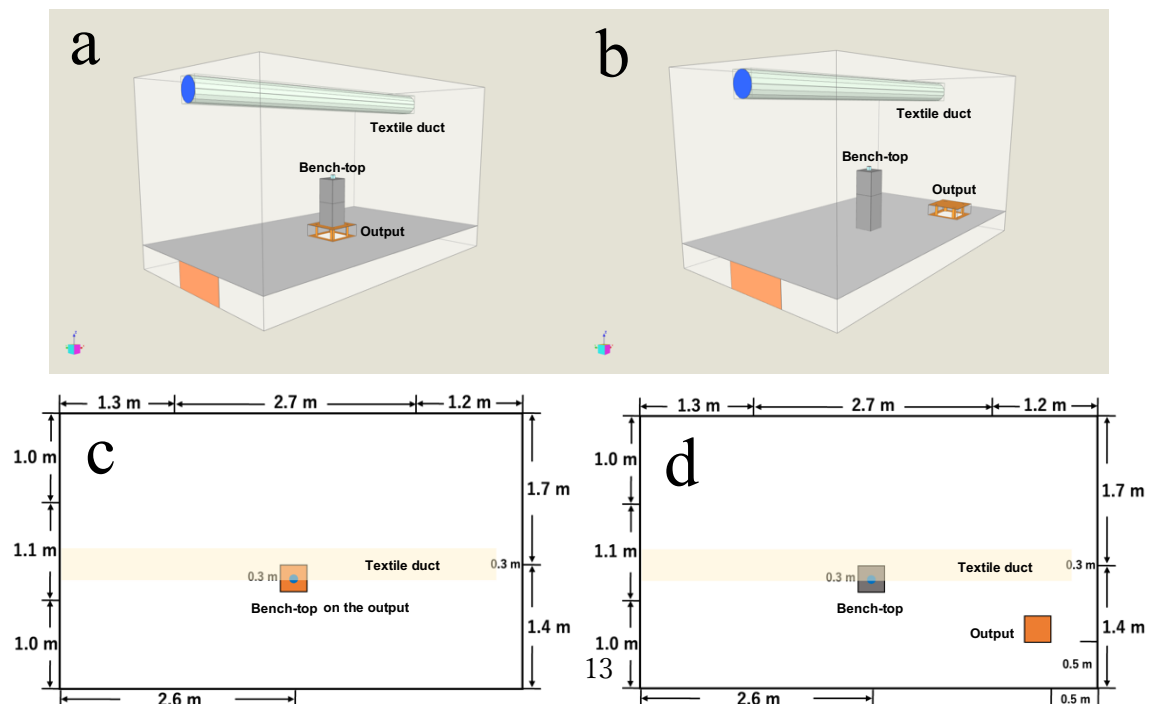 a
b
Textile duct
Textile duct
Bench-top
Bench-top
Output
Output
1.3 m
2.7 m
1.2 m
1.3 m
2.7 m
1.2 m
c
d
1.0 m
1.0 m
1.7 m
1.7 m
1.1 m
1.1 m
Textile duct
0.3 m
Textile duct
0.3 m
0.3 m
0.3 m
Bench-top on the output
Bench-top
1.0 m
1.4 m
1.0 m
Output
1.4 m
13
0.5 m
2.6 m
2.6 m
0.5 m